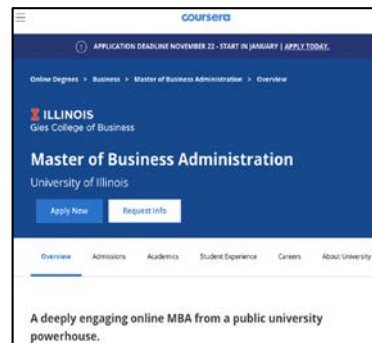 coursera
APPLICATION DEADLINE NOVEMBER 22 - START IN JANUARY | APPLY TODAY.
Online Degrees > Business > Master of Business Administration > Overview
I ILLINOIS
Gies College of Business
Master of Business Administration
University of Illinois
Apply Now Request Info
Overview Admissions Academics Student Experience Careers About University
A deeply engaging online MBA from a public university
powerhouse.